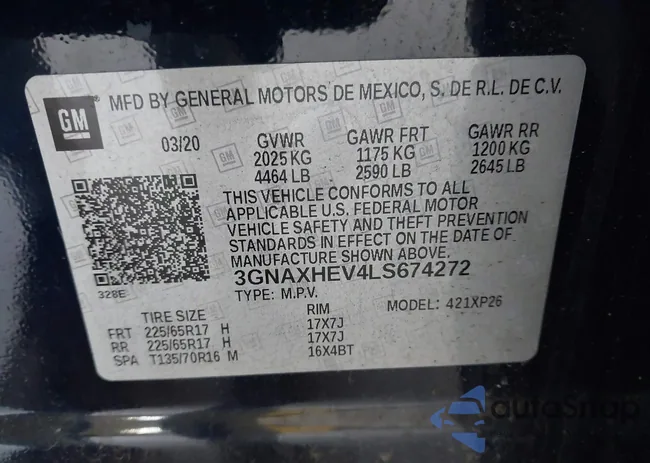 GM
MFD BY GENERAL MOTORS DE MEXICO, S. DE R.L. DE C.V.
03/20
GVWR GAWR FRT GAWR RR
2025 KG 1175 KG 1200 KG
4464 LB 2590 LB 2645 LB
THIS VEHICLE CONFORMS TO ALL
APPLICABLE U.S. FEDERAL MOTOR
VEHICLE SAFETY AND THEFT PREVENTION
STANDARDS IN EFFECT ON THE DATE OF
MANUFACTURE SHOWN ABOVE.
3GNAXHEV4LS674272
328E
TYPE: M.P.V. MODEL: 421XP26
TIRE SIZE RIM
FRT 225/65R17 H 17X7J
RR 225/65R17 H 17X7J
SPA T135/70R16 M 16X4BT
autoSnap